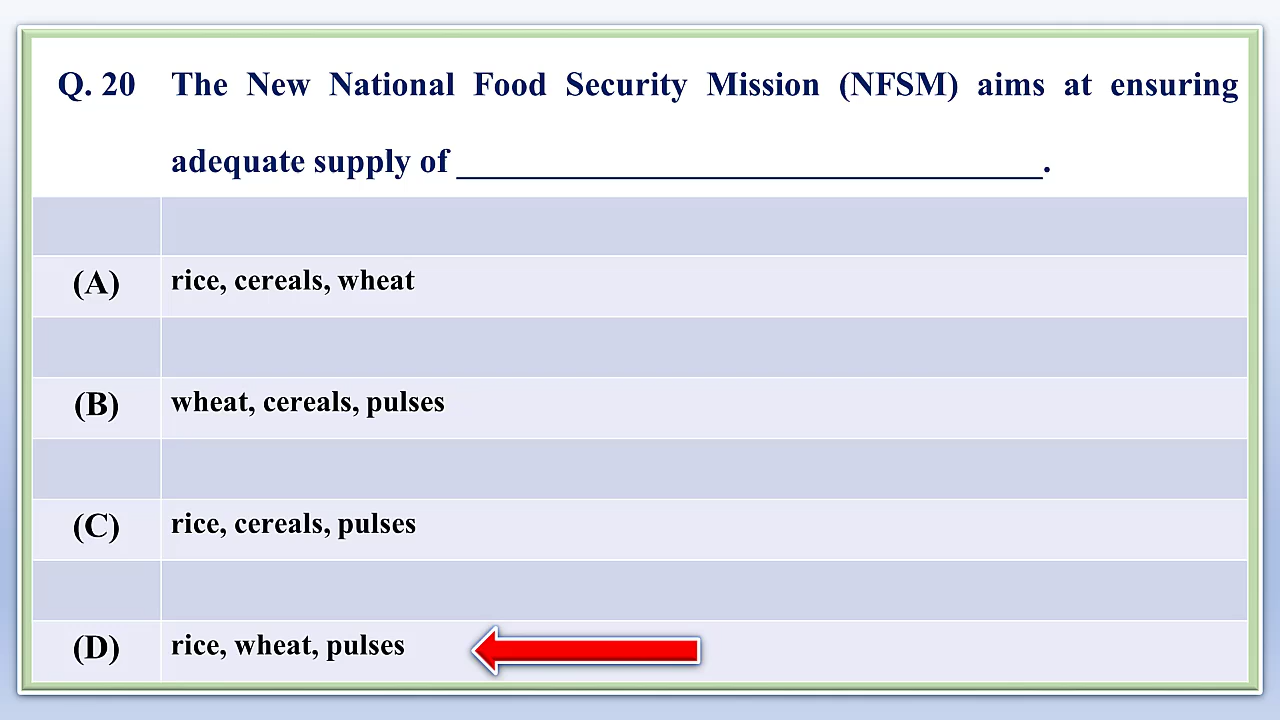 Q. 20 The New National Food Security Mission (NFSM) aims at ensuring
adequate supply of ___________________________________.
(A) rice, cereals, wheat
(B) wheat, cereals, pulses
(C) rice, cereals, pulses
(D) rice, wheat, pulses